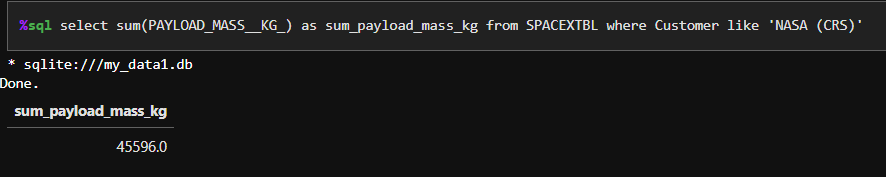 %sql select sum(PAYLOAD_MASS__KG_) as sum_payload_mass_kg from SPACEXTBL where Customer like 'NASA (CRS)'
* sqlite:///my_data1.db
Done.
sum_payload_mass_kg
45596.0